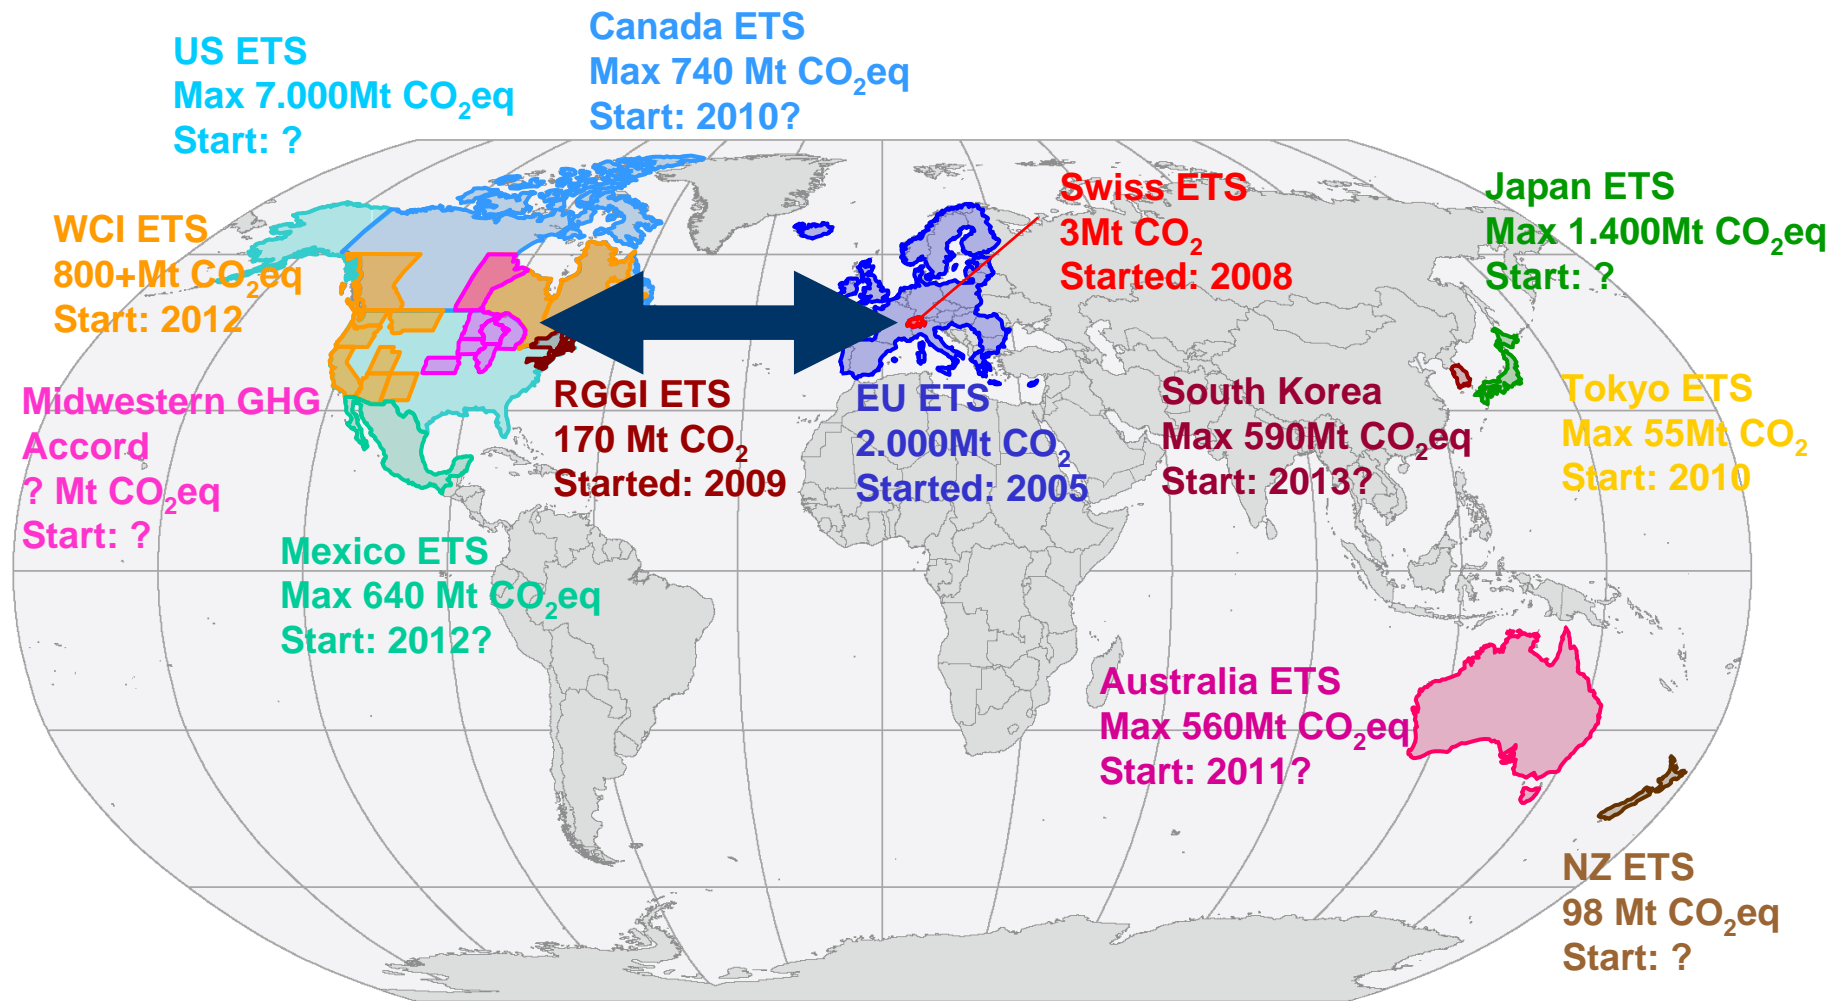 US ETS
Max 7.000Mt CO₂eq
Start: ?
Canada ETS
Max 740 Mt CO₂eq
Start: 2010?
WCI ETS
800+Mt CO₂eq
Start: 2012
Swiss ETS
3Mt CO₂
Started: 2008
Japan ETS
Max 1.400Mt CO₂eq
Start: ?
Midwestern GHG
Accord
? Mt CO₂eq
Start: ?
RGGI ETS
170 Mt CO₂
Started: 2009
EU ETS
2.000Mt CO₂
Started: 2005
South Korea
Max 590Mt CO₂eq
Start: 2013?
Tokyo ETS
Max 55Mt CO₂
Start: 2010
Mexico ETS
Max 640 Mt CO₂eq
Start: 2012?
Australia ETS
Max 560Mt CO₂eq
Start: 2011?
NZ ETS
98 Mt CO₂eq
Start: ?